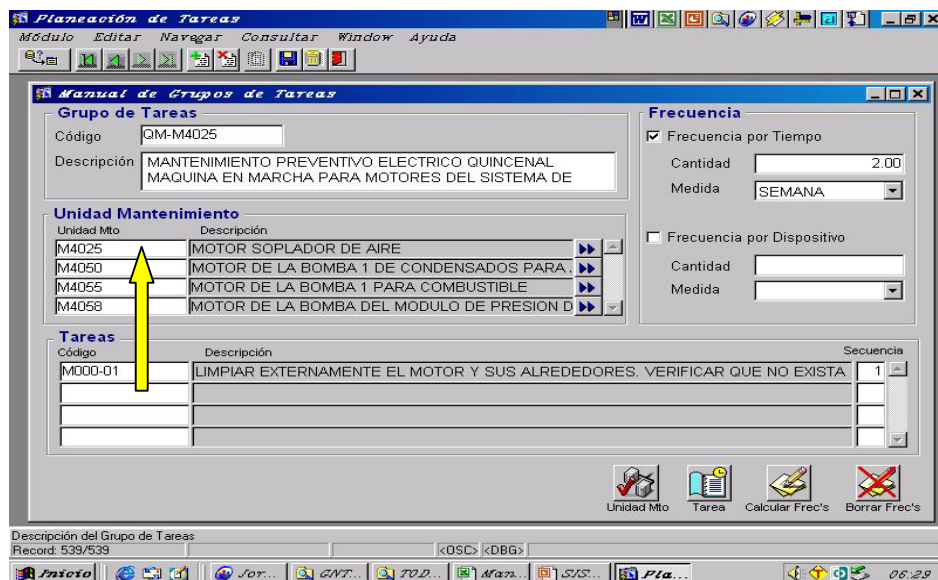 Planeación de Tareas
Módulo Editar Navegar Consultar Window Ayuda
Manual de Grupos de Tareas
Grupo de Tareas
Código QM-M4025
Descripción MANTENIMIENTO PREVENTIVO ELECTRICO QUINCENAL
MAQUINA EN MARCHA PARA MOTORES DEL SISTEMA DE
Frecuencia
Frecuencia por Tiempo
Cantidad 2.00
Medida SEMANA
Frecuencia por Dispositivo
Cantidad
Medida
Unidad Mantenimiento
Unidad Mto Descripción
M4025 MOTOR SOPLADOR DE AIRE
M4050 MOTOR DE LA BOMBA 1 DE CONDENSADOS PARA.
M4055 MOTOR DE LA BOMBA 1 PARA COMBUSTIBLE
M4058 MOTOR DE LA BOMBA DEL MODULO DE PRESION D
Tareas
Código Descripción Secuencia
M000-01 LIMPIAR EXTERNAMENTE EL MOTOR Y SUS ALREDEDORES. VERIFICAR QUE NO EXISTA 1
Unidad Mto Tarea Calcular Frec's Borrar Frec's
Descripción del Grupo de Tareas
Record: 539/539 <OSC> <DBG>
Inicio Jor... GNT... TOD... Man... SIS... Pla... 06:29